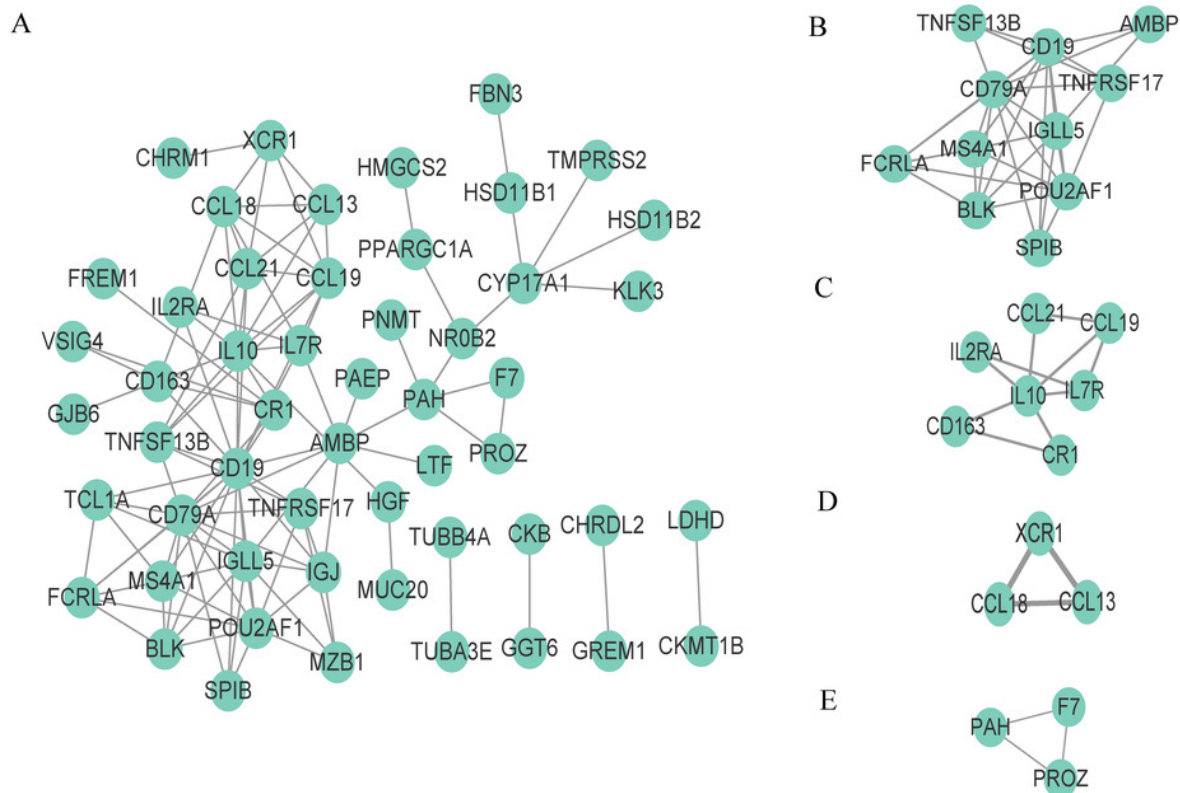 A
FBN3
XCR1
CHRM1
HMGCS2
TMPRSS2
HSD11B1
CCL18
CCL13
HSD11B2
PPARGC1A
CCL21
CCL19
FREM1
CYP17A1
KLK3
IL2RA
PNMT
NR0B2
VSIG4
IL10
IL7R
CD163
PAEP
F7
PAH
GJB6
CR1
TNFSF13B
AMBP
PROZ
CD19
LTF
TCL1A
HGF
CD79A
TNFRSF17
LDHD
CHRDL2
TUBB4A
CKB
IGLL5
IGJ
MS4A1
MUC20
FCRLA
POU2AF1
BLK
MZB1
TUBA3E
GGT6
GREM1
CKMT1B
SPIB
B
TNFSF13B
AMBP
CD19
CD79A
TNFRSF17
IGLL5
MS4A1
FCRLA
POU2AF1
BLK
SPIB
C
CCL21
CCL19
IL2RA
IL10
IL7R
CD163
CR1
D
XCR1
CCL18
CCL13
E
F7
PAH
PROZ